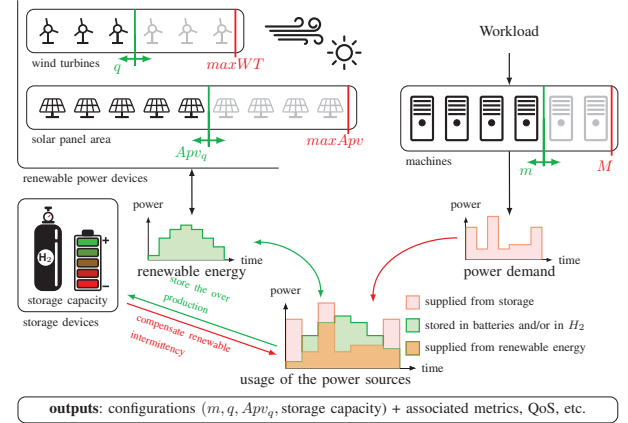 wind turbines
q
maxWT
solar panel area
Apv_q
maxApv
renewable power devices
Workload
machines
m
M
H2
+
−
storage capacity
storage devices
power
time
renewable energy
power
time
power demand
store the over
production
compensate renewable
intermittency
power
time
usage of the power sources
supplied from storage
stored in batteries and/or in H2
supplied from renewable energy
outputs: configurations (m, q, Apv_q, storage capacity) + associated metrics, QoS, etc.